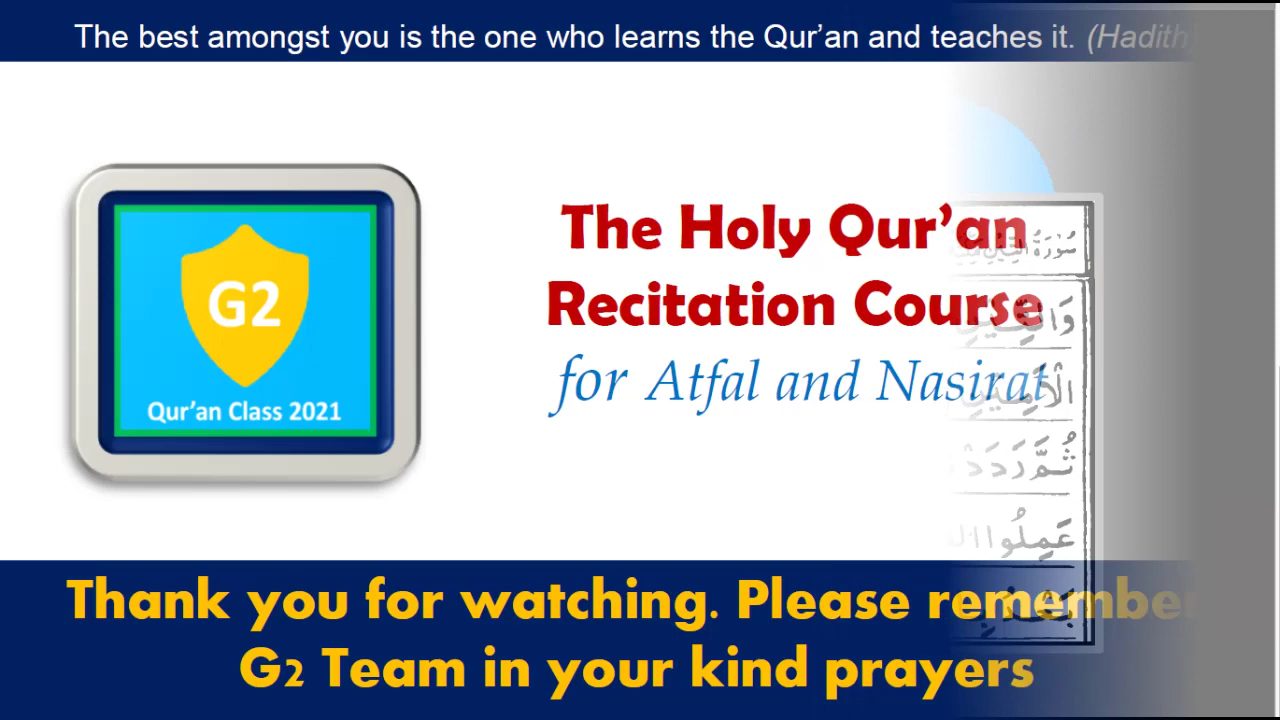 The best amongst you is the one who learns the Qur’an and teaches it. (Hadith)
G2
Qur’an Class 2021
The Holy Qur’an
Recitation Course
for Atfal and Nasirat
ثُمَّ رَدَدْ
عَمِلُوا
Thank you for watching. Please remember
G2 Team in your kind prayers